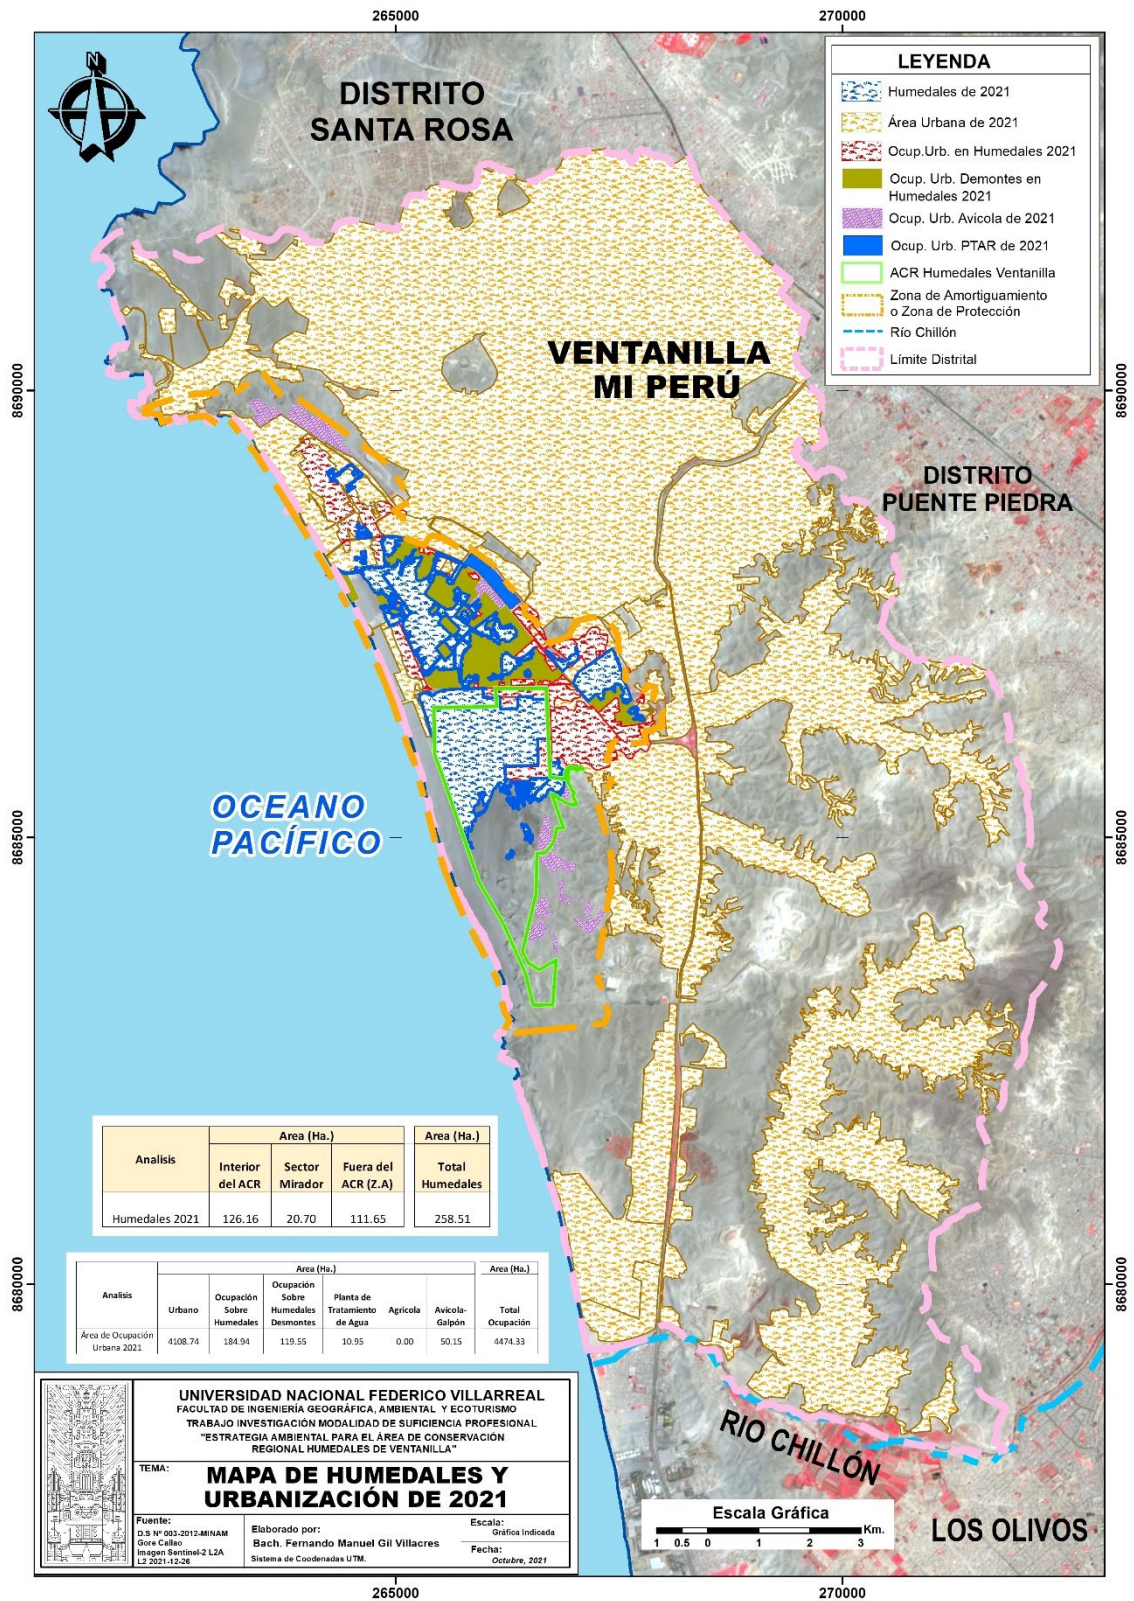 265000
270000
N
DISTRITO
SANTA ROSA
LEYENDA
Humedales de 2021
Área Urbana de 2021
Ocup.Urb. en Humedales 2021
Ocup. Urb. Demontes en
Humedales 2021
Ocup. Urb. Avicola de 2021
Ocup. Urb. PTAR de 2021
ACR Humedales Ventanilla
Zona de Amortiguamiento
o Zona de Protección
Río Chillón
Límite Distrital
8690000
8690000
VENTANILLA
MI PERÚ
DISTRITO
PUENTE PIEDRA
OCEANO
PACÍFICO
8685000
8685000
Analisis
Area (Ha.)
Area (Ha.)
Interior
del ACR
Sector
Mirador
Fuera del
ACR (Z.A)
Total
Humedales
Humedales 2021 126.16 20.70 111.65 258.51
8680000
8680000
Analisis
Area (Ha.)
Area (Ha.)
Urbano
Ocupación
Sobre
Humedales
Ocupación
Sobre
Humedales
Desmontes
Planta de
Tratamiento
de Agua
Agricola
Avicola-
Galpón
Total
Ocupación
Área de Ocupación
Urbana 2021
4108.74 184.94 119.55 10.95 0.00 50.15 4474.33
RIO CHILLÓN
LOS OLIVOS
UNIVERSIDAD NACIONAL FEDERICO VILLARREAL
FACULTAD DE INGENIERÍA GEOGRÁFICA, AMBIENTAL Y ECOTURISMO
TRABAJO INVESTIGACIÓN MODALIDAD DE SUFICIENCIA PROFESIONAL
"ESTRATEGIA AMBIENTAL PARA EL ÁREA DE CONSERVACIÓN
REGIONAL HUMEDALES DE VENTANILLA"
TEMA:
MAPA DE HUMEDALES Y
URBANIZACIÓN DE 2021
Fuente:
D.S Nº 003-2012-MINAM
Gore Callao
Imagen Sentinel-2 L2A
L2 2021-12-26
Elaborado por:
Bach. Fernando Manuel Gil Villacres
Sistema de Coodenadas UTM.
Escala:
Gráfica Indicada
Fecha:
Octubre, 2021
Escala Gráfica
1 0.5 0 1 2 3 Km.
265000
270000